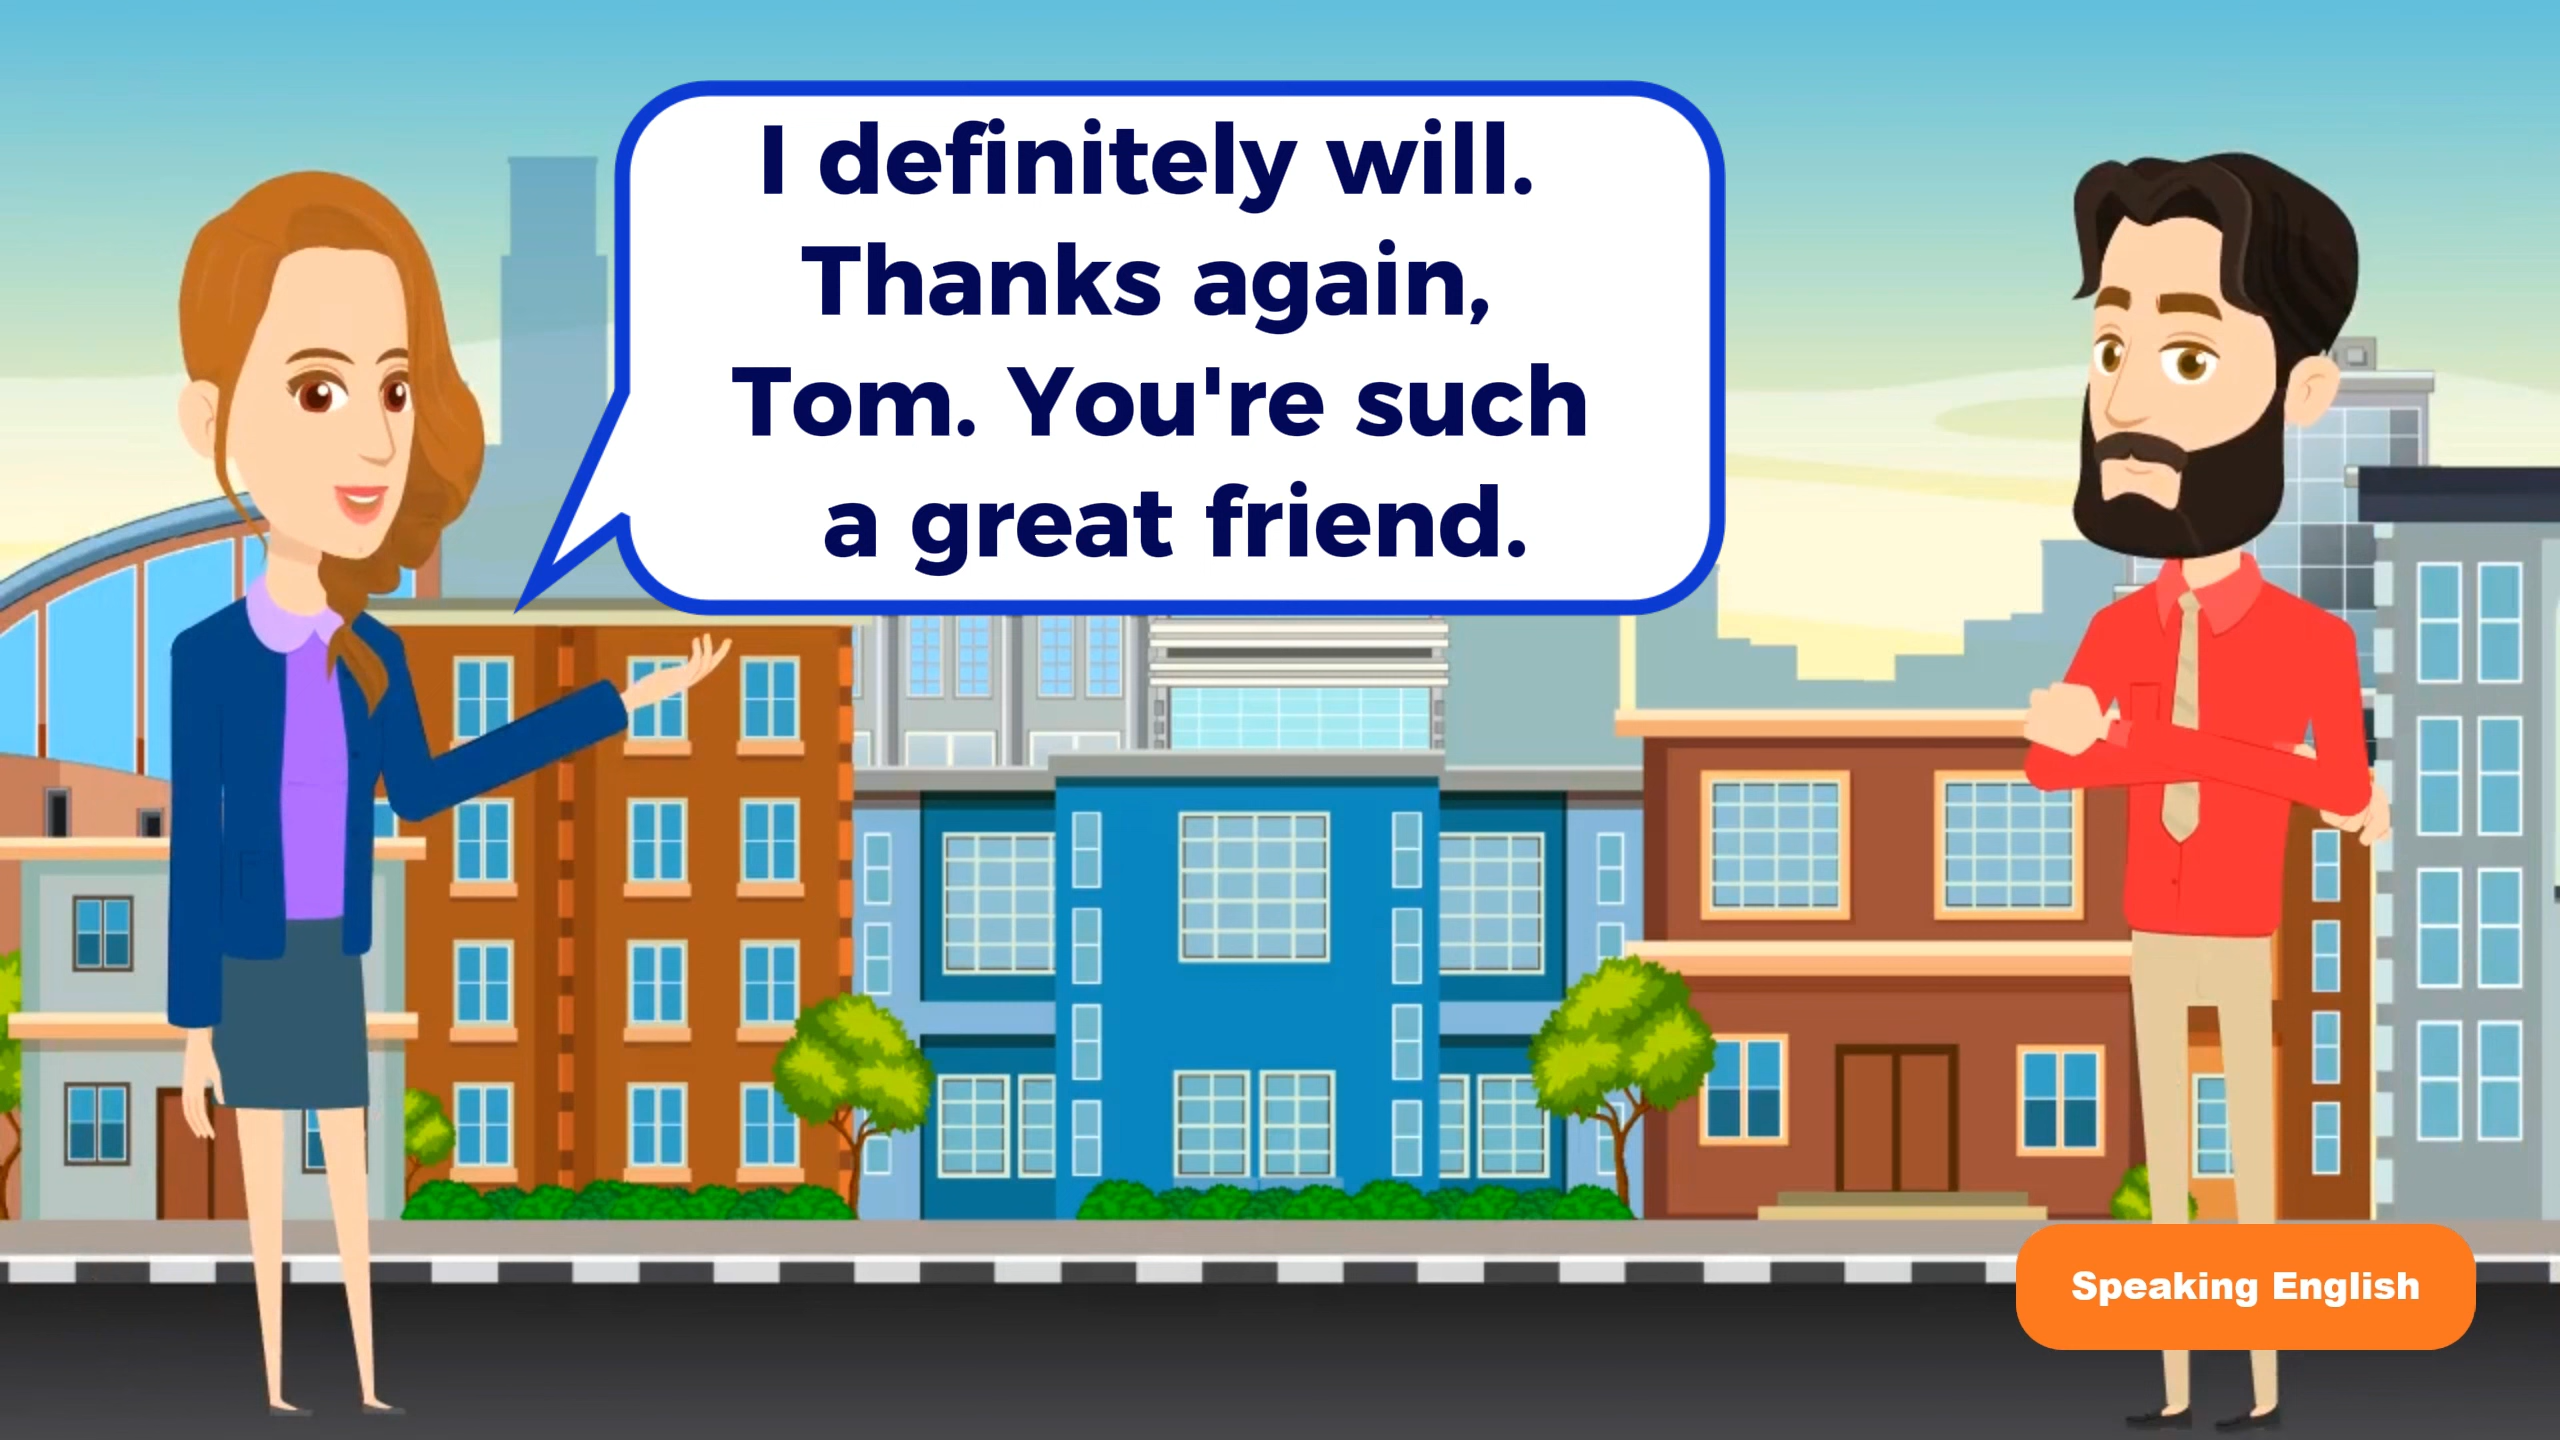 I definitely will.
Thanks again,
Tom. You're such
a great friend.
Speaking English